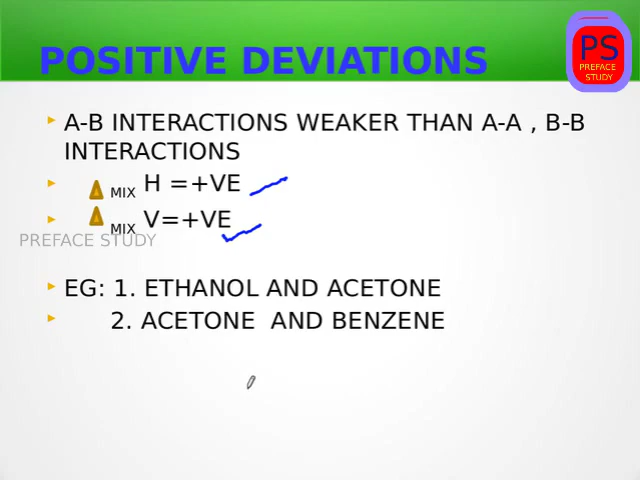 POSITIVE DEVIATIONS
PS
PREFACE
STUDY
A-B INTERACTIONS WEAKER THAN A-A , B-B
INTERACTIONS
Δ MIX H =+VE
Δ MIX V=+VE
PREFACE STUDY
EG: 1. ETHANOL AND ACETONE
2. ACETONE AND BENZENE